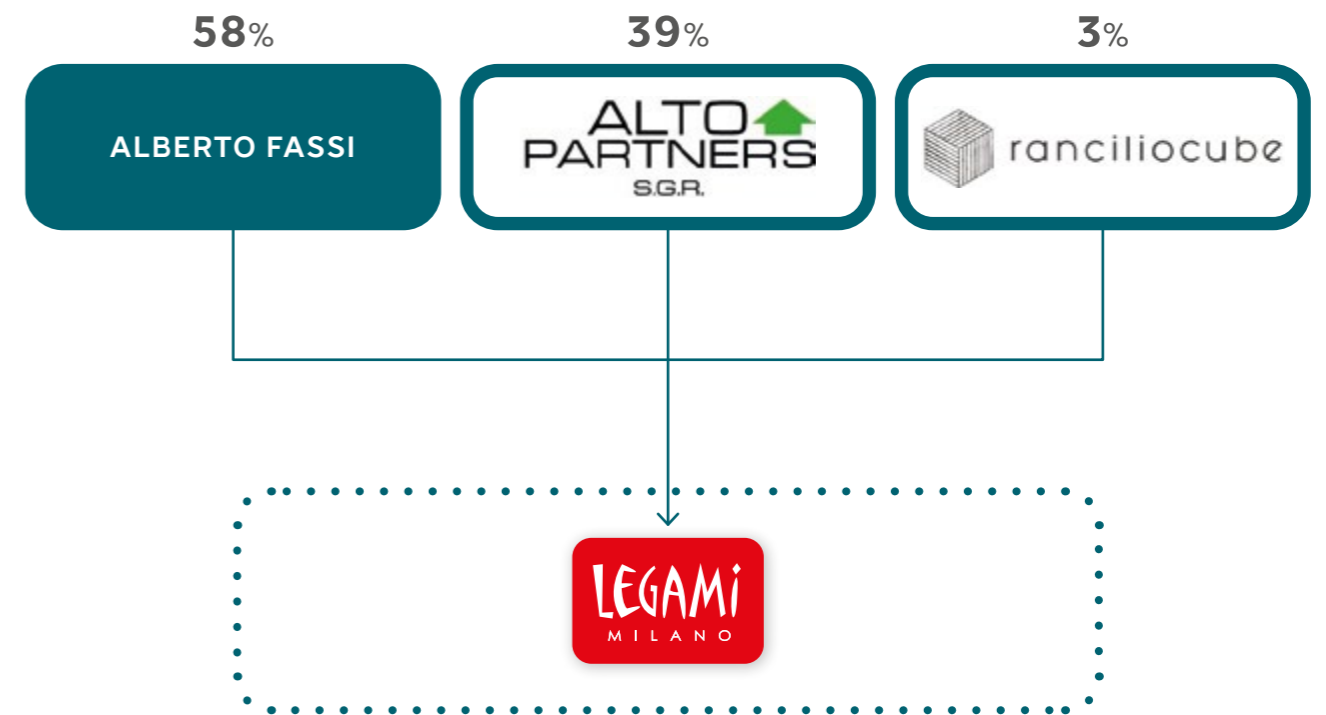 58% 39% 3%
ALBERTO FASSI
ALTO
PARTNERS
S.G.R.
ranciliocube
LEGAMi
MILANO